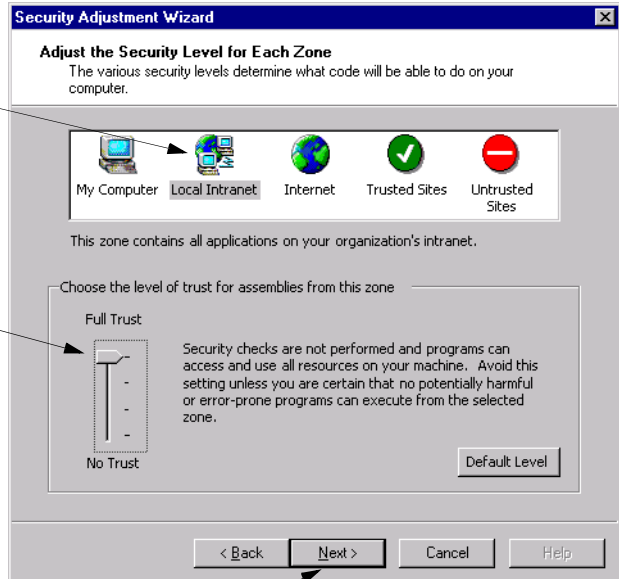 Security Adjustment Wizard
Adjust the Security Level for Each Zone
The various security levels determine what code will be able to do on your
computer.
My Computer Local Intranet Internet Trusted Sites Untrusted
Sites
This zone contains all applications on your organization's intranet.
Choose the level of trust for assemblies from this zone
Full Trust
Security checks are not performed and programs can
access and use all resources on your machine. Avoid this
setting unless you are certain that no potentially harmful
or error-prone programs can execute from the selected
zone.
No Trust
Default Level
< Back Next > Cancel Help